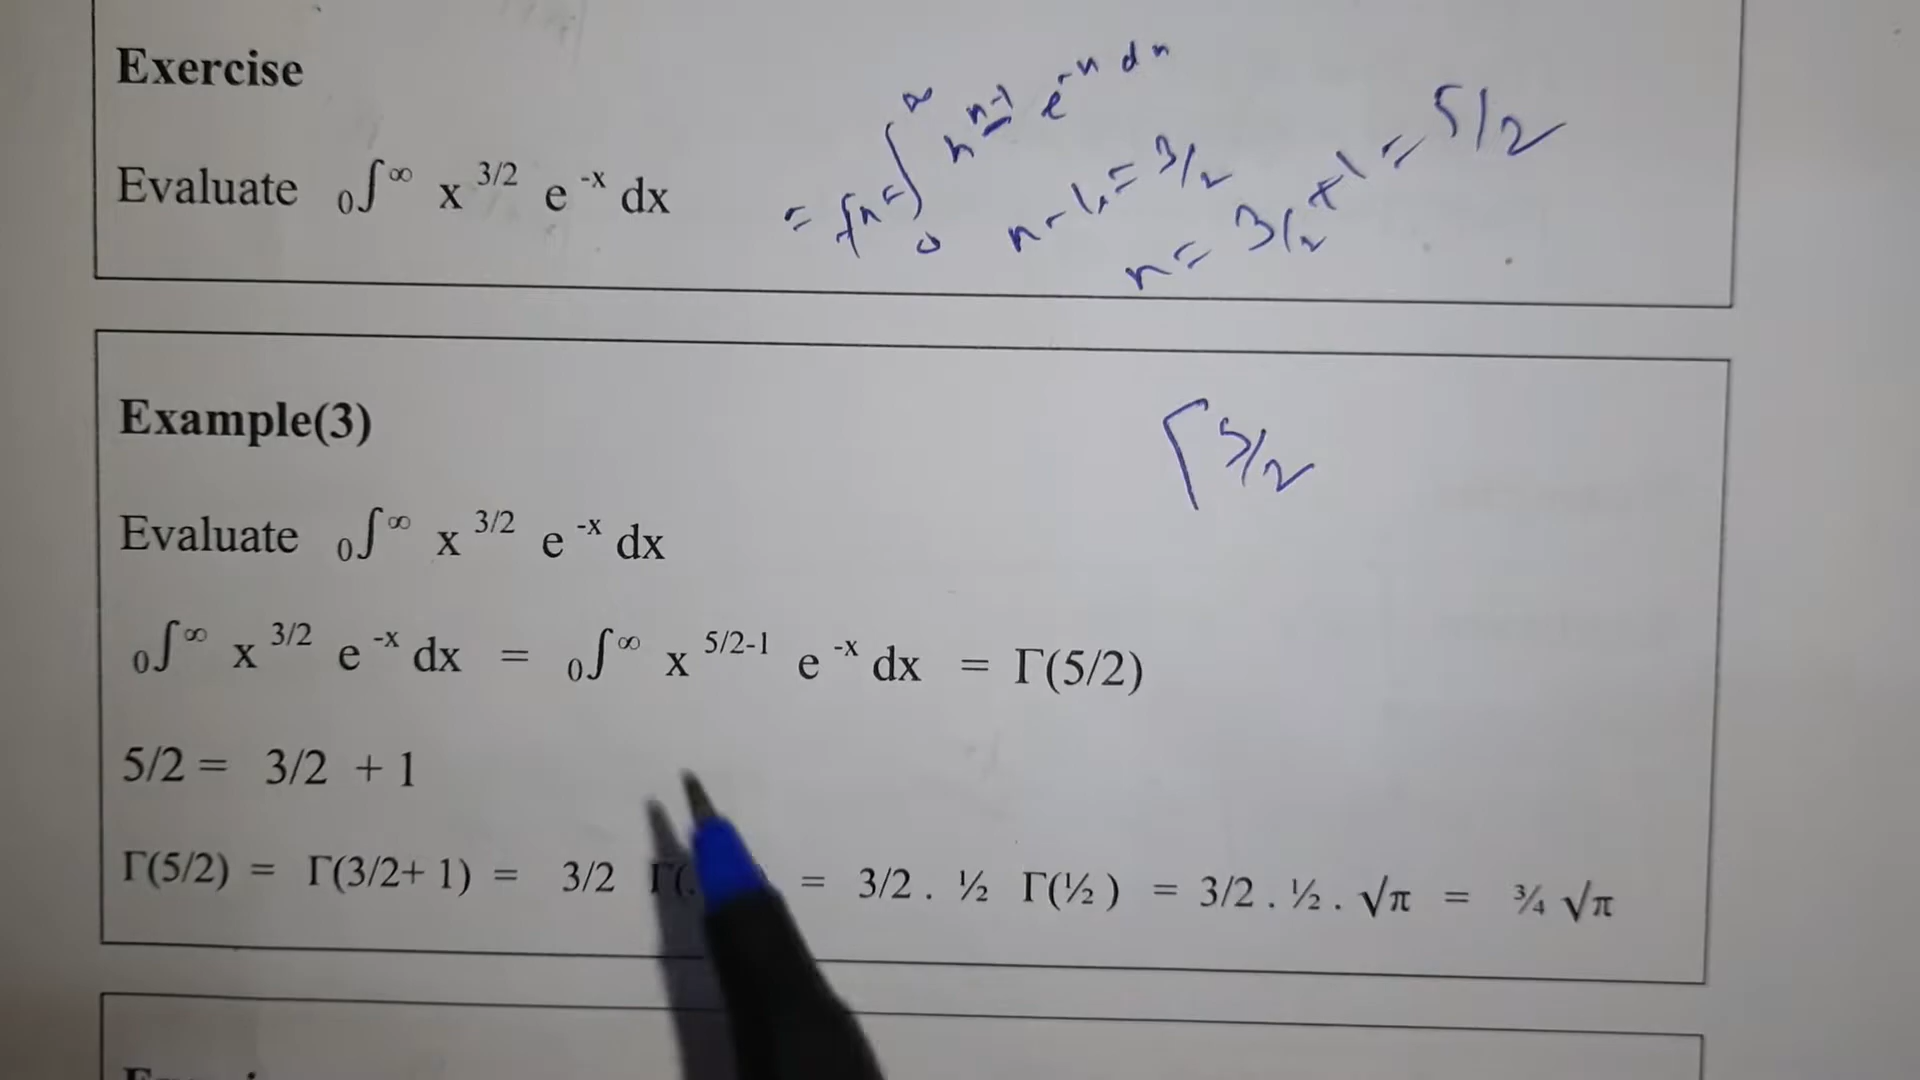 Exercise
Evaluate ₀∫^∞ x^3/2 e^-x dx
= Γn = ∫₀^∞ x^n-1 e^-x dx
n - 1 = 3/2
n = 3/2 + 1 = 5/2
Example(3)
Γ5/2
Evaluate ₀∫^∞ x^3/2 e^-x dx
₀∫^∞ x^3/2 e^-x dx = ₀∫^∞ x^5/2-1 e^-x dx = Γ(5/2)
5/2 = 3/2 + 1
Γ(5/2) = Γ(3/2+ 1) = 3/2 Γ( = 3/2 . ½ Γ(½ ) = 3/2 . ½ . √π = ¾ √π